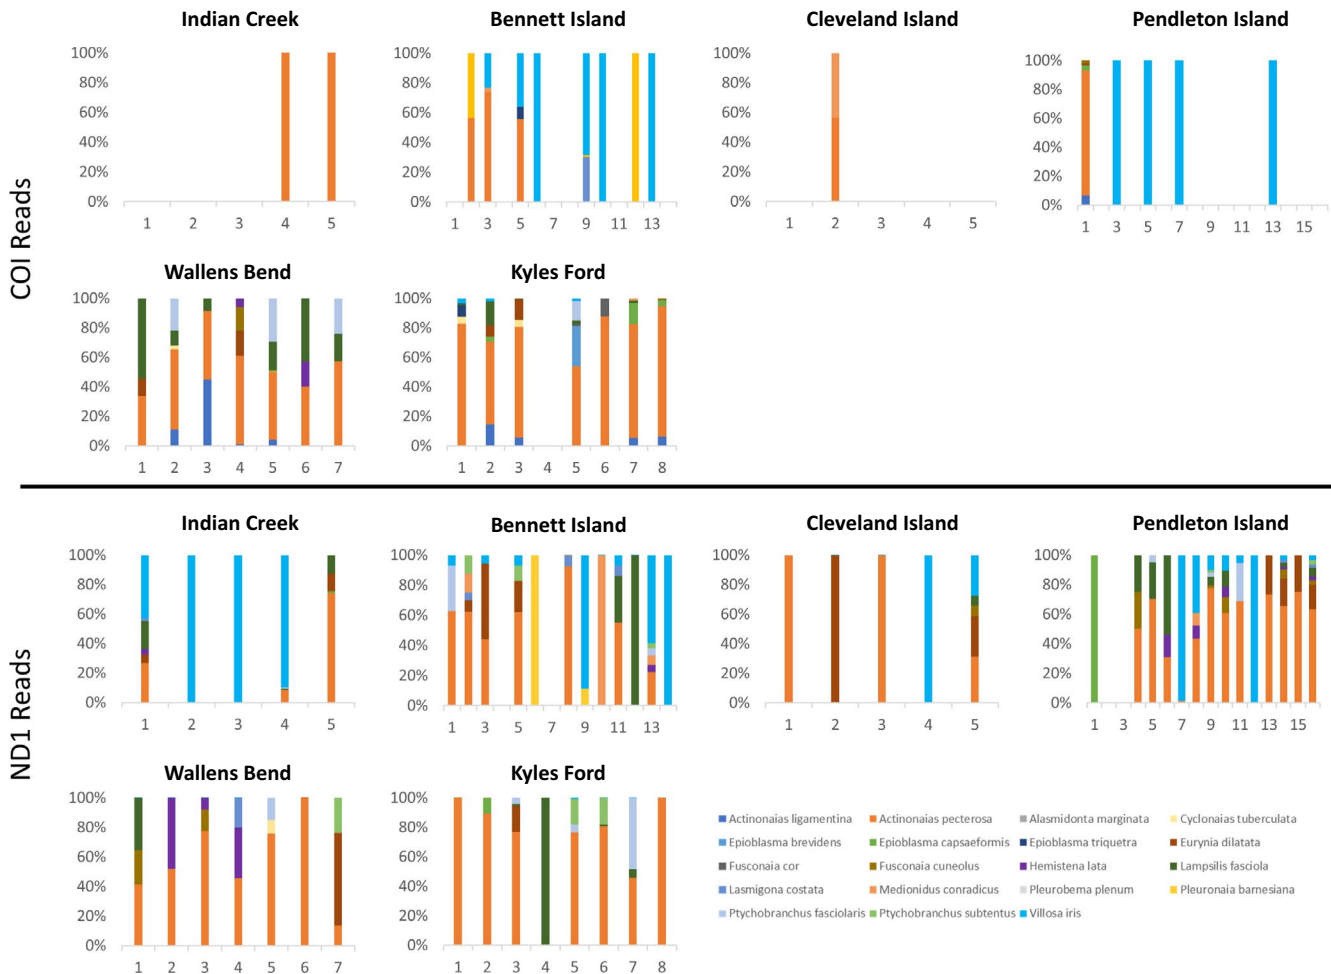 Indian Creek Bennett Island Cleveland Island Pendleton Island
COI Reads
100% 80% 60% 40% 20% 0%
1 2 3 4 5
100% 80% 60% 40% 20% 0%
1 3 5 7 9 11 13
100% 80% 60% 40% 20% 0%
1 2 3 4 5
100% 80% 60% 40% 20% 0%
1 3 5 7 9 11 13 15
Wallens Bend Kyles Ford
100% 80% 60% 40% 20% 0%
1 2 3 4 5 6 7
100% 80% 60% 40% 20% 0%
1 2 3 4 5 6 7 8
Indian Creek Bennett Island Cleveland Island Pendleton Island
ND1 Reads
100% 80% 60% 40% 20% 0%
1 2 3 4 5
100% 80% 60% 40% 20% 0%
1 3 5 7 9 11 13
100% 80% 60% 40% 20% 0%
1 2 3 4 5
100% 80% 60% 40% 20% 0%
1 3 5 7 9 11 13 15
Wallens Bend Kyles Ford
100% 80% 60% 40% 20% 0%
1 2 3 4 5 6 7
100% 80% 60% 40% 20% 0%
1 2 3 4 5 6 7 8
Actinonaias ligamentina Actinonaias pecterosa Alasmidonta marginata Cyclonaias tuberculata
Epioblasma brevidens Epioblasma capsaeformis Epioblasma triquetra Eurynia dilatata
Fusconaia cor Fusconaia cuneolus Hemistena lata Lampsilis fasciola
Lasmigona costata Medionidus conradicus Pleurobema plenum Pleuronaia barnesiana
Ptychobranchus fasciolaris Ptychobranchus subtentus Villosa iris